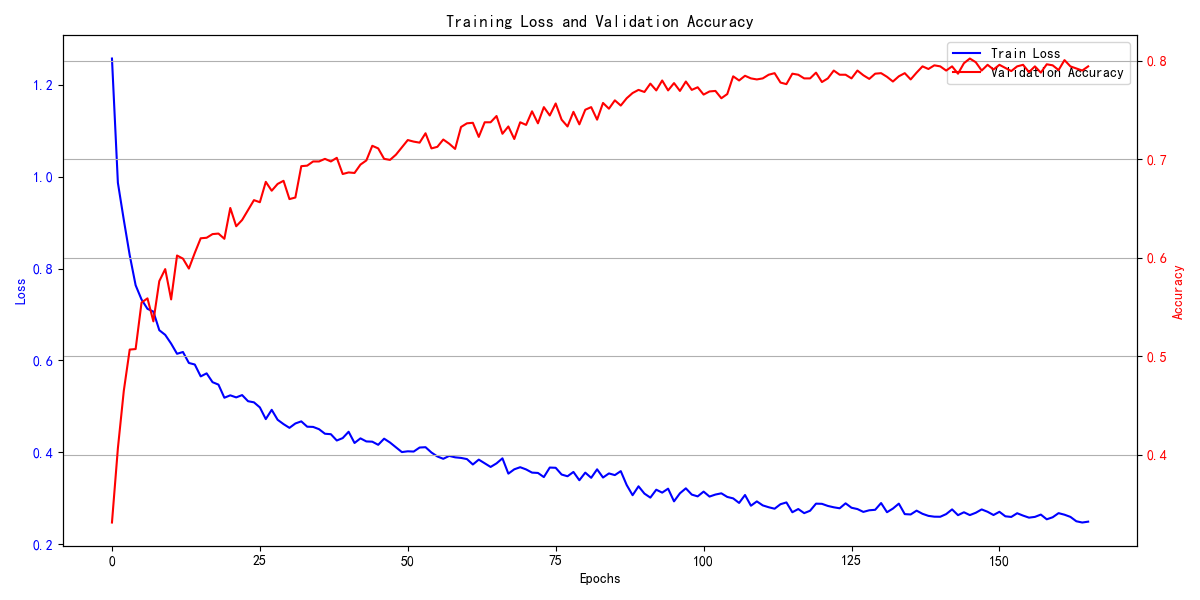 Training Loss and Validation Accuracy
Train Loss
Validation Accuracy
1.2
1.0
0.8
0.6
0.4
0.2
Loss
0.8
0.7
0.6
0.5
0.4
Accuracy
0 25 50 75 100 125 150
Epochs